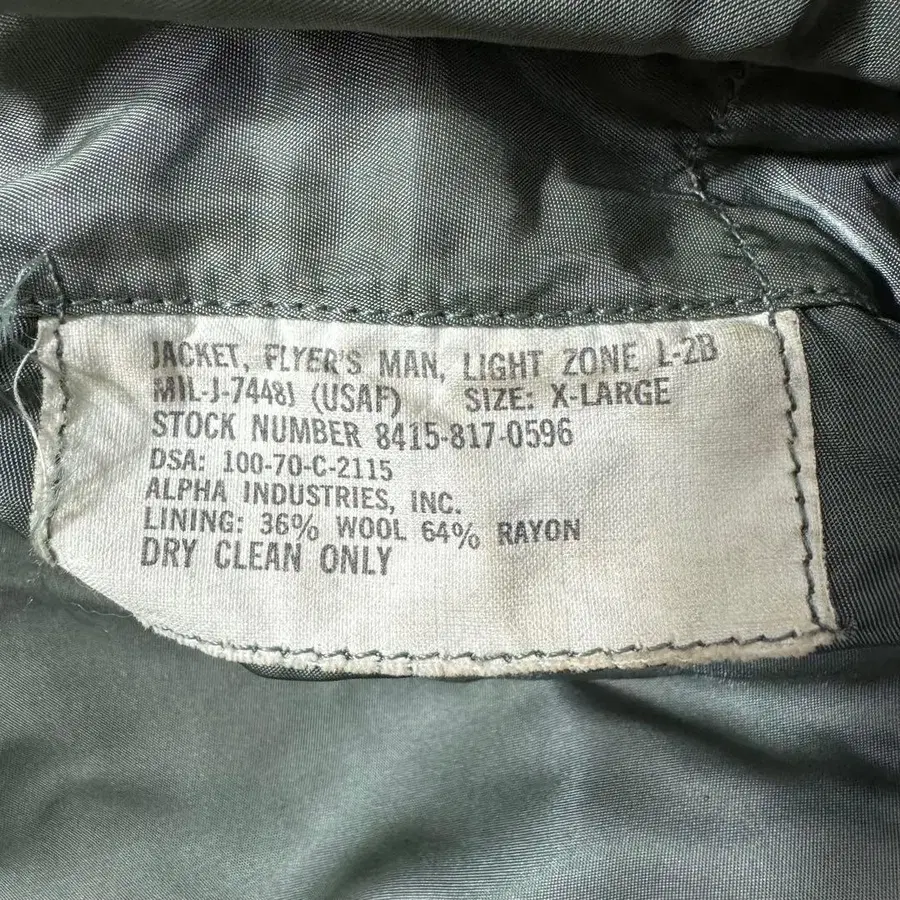 JACKET, FLYER'S MAN, LIGHT ZONE L-2B
MIL-J-7448J (USAF) SIZE: X-LARGE
STOCK NUMBER 8415-817-0596
DSA: 100-70-C-2115
ALPHA INDUSTRIES, INC.
LINING: 36% WOOL 64% RAYON
DRY CLEAN ONLY